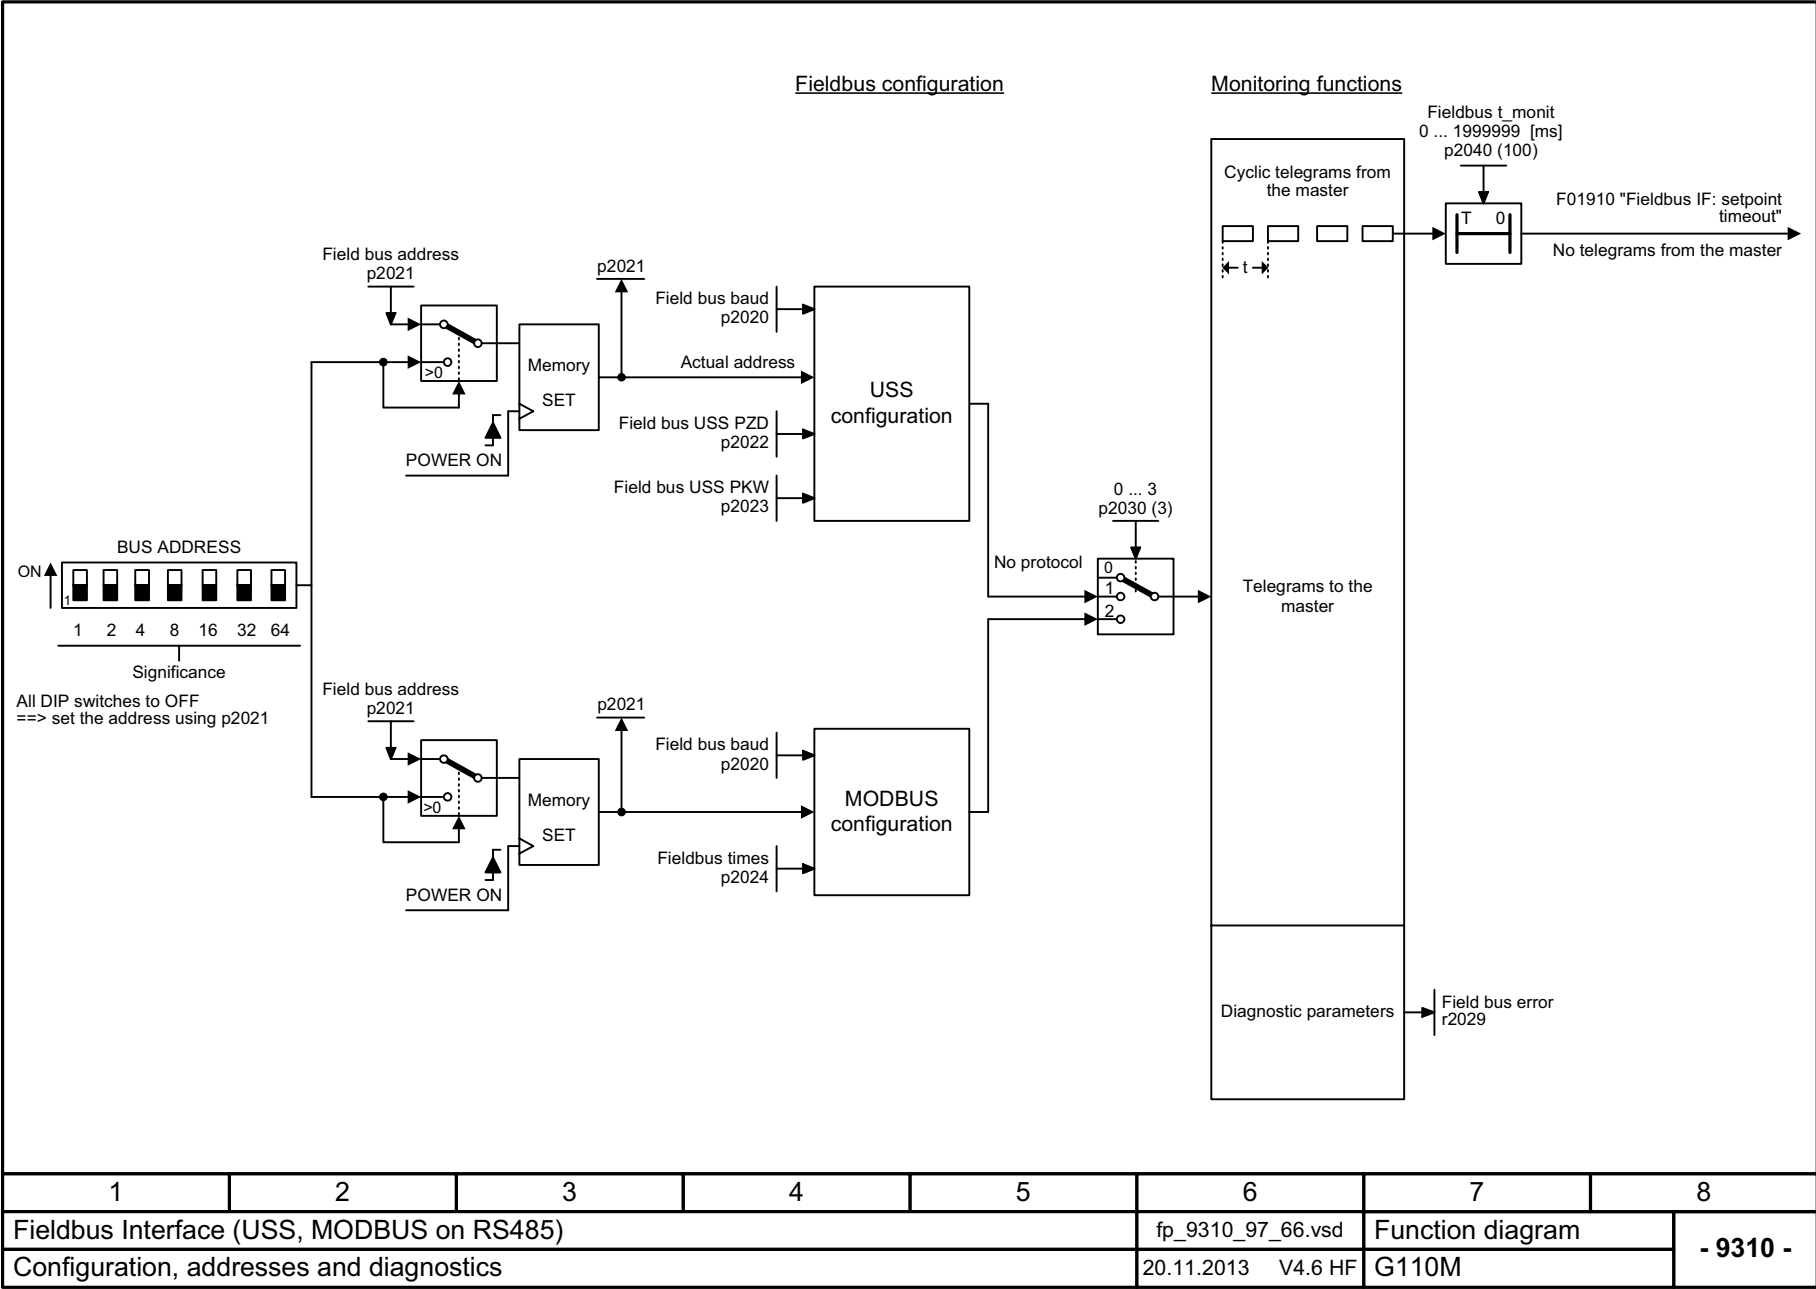 Fieldbus configuration
Monitoring functions
Fieldbus t_monit
0 ... 1999999 [ms]
p2040 (100)
Cyclic telegrams from
the master
T 0
F01910 "Fieldbus IF: setpoint
timeout"
No telegrams from the master
t
Field bus address
p2021
>0
Memory
SET
POWER ON
p2021
Field bus baud
p2020
Actual address
Field bus USS PZD
p2022
Field bus USS PKW
p2023
USS
configuration
0 ... 3
p2030 (3)
No protocol
0
1
2
Telegrams to the
master
BUS ADDRESS
ON
1
1 2 4 8 16 32 64
Significance
All DIP switches to OFF
==> set the address using p2021
Field bus address
p2021
>0
Memory
SET
POWER ON
p2021
Field bus baud
p2020
Fieldbus times
p2024
MODBUS
configuration
Diagnostic parameters
Field bus error
r2029
1 2 3 4 5 6 7 8
Fieldbus Interface (USS, MODBUS on RS485)
fp_9310_97_66.vsd
Function diagram
- 9310 -
Configuration, addresses and diagnostics
20.11.2013 V4.6 HF
G110M